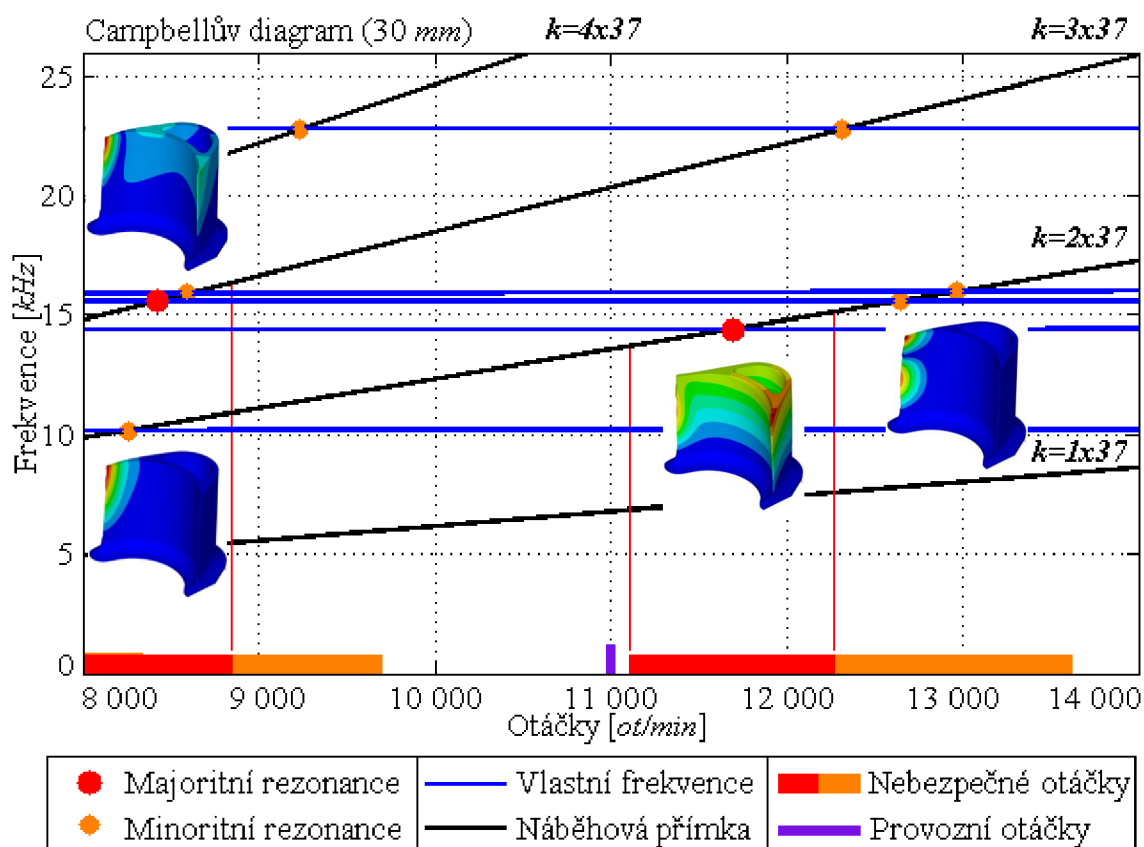 Campbellův diagram (30 mm)
k=4x37
k=3x37
k=2x37
k=1x37
Frekvence [kHz]
25
20
15
10
5
0
8 000
9 000
10 000
11 000
12 000
13 000
14 000
Otáčky [ot/min]
Majoritní rezonance
Vlastní frekvence
Nebezpečné otáčky
Minoritní rezonance
Náběhová přímka
Provozní otáčky